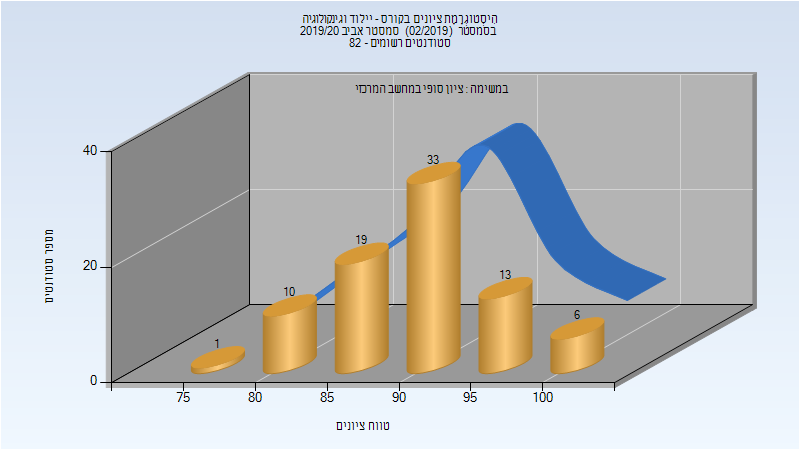 היסטוגרמת ציונים בקורס - יילוד וגינקולוגיה
בסמסטר (02/2019) סמסטר אביב 2019/20
סטודנטים רשומים - 82
במשימה : ציון סופי במחשב המרכזי
מספר סטודנטים
40
20
0
1
10
19
33
13
6
75
80
85
90
95
100
טווח ציונים